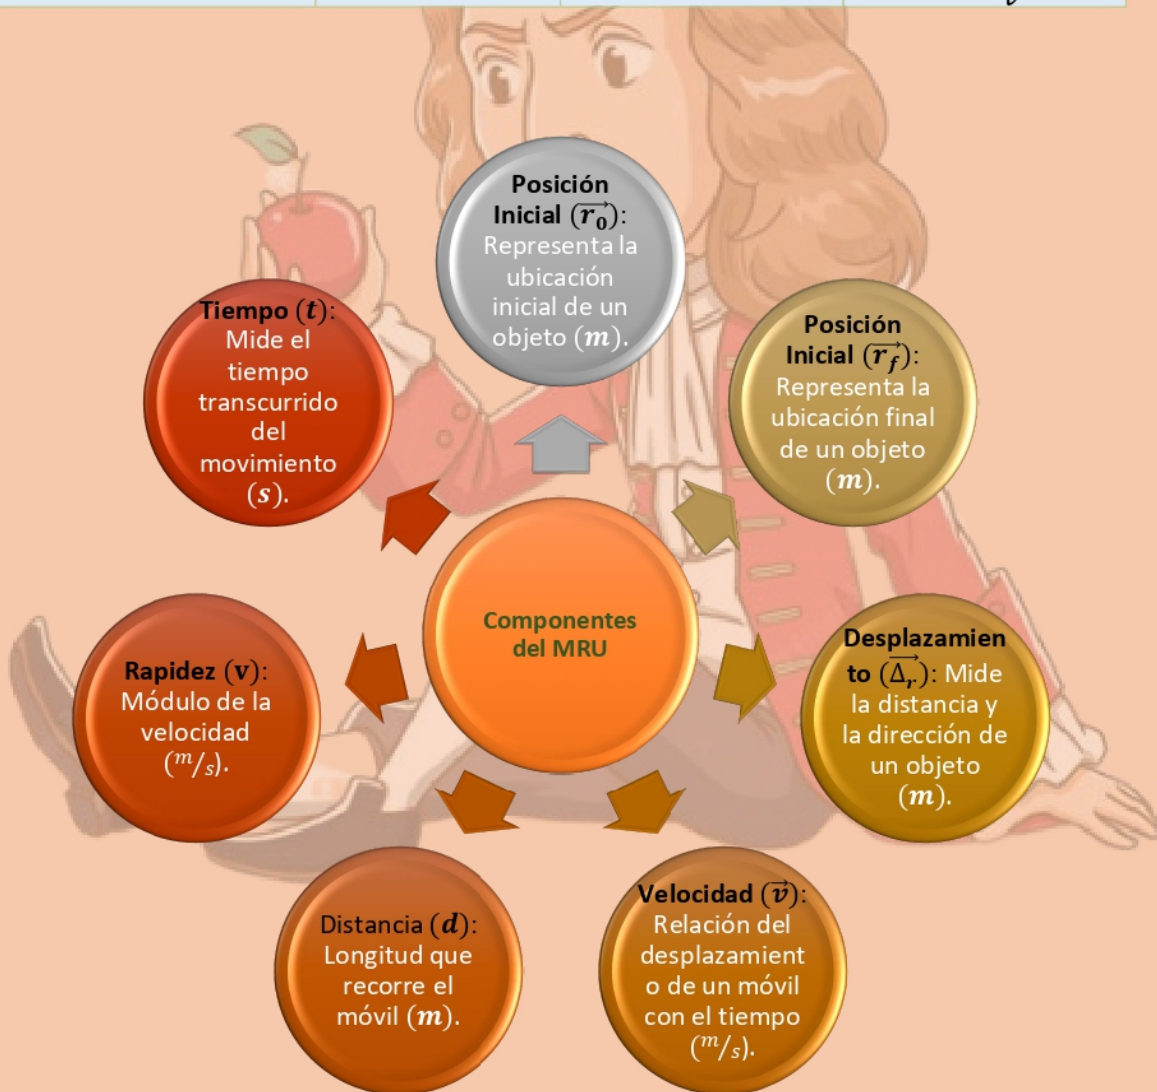 Posición
Inicial (r₀⃗):
Representa la
ubicación
inicial de un
objeto (m).
Posición
Inicial (r_f⃗):
Representa la
ubicación final
de un objeto
(m).
Desplazamien
to (Δᵣ⃗): Mide
la distancia y
la dirección de
un objeto
(m).
Velocidad (v⃗):
Relación del
desplazamient
o de un móvil
con el tiempo
(m/s).
Distancia (d):
Longitud que
recorre el
móvil (m).
Rapidez (v):
Módulo de la
velocidad
(m/s).
Tiempo (t):
Mide el
tiempo
transcurrido
del
movimiento
(s).
Componentes
del MRU